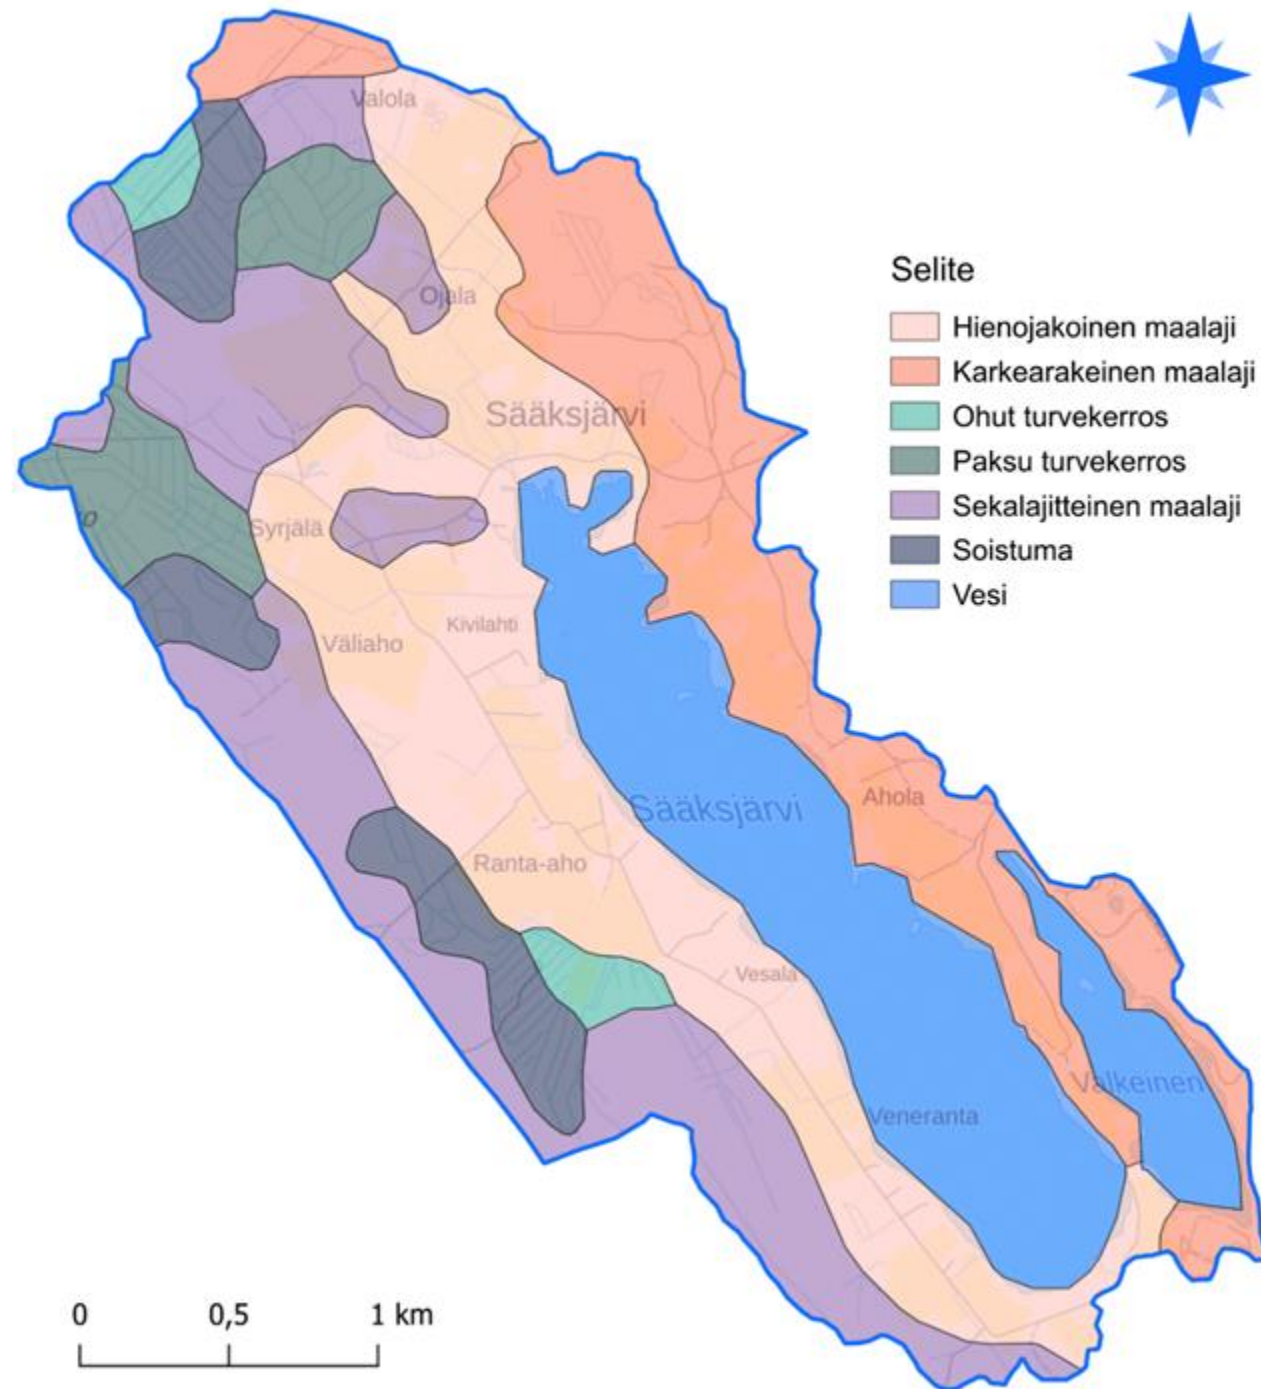 Valola
Ojala
Selite
Hienojakoinen maalaji
Karkearakeinen maalaji
Ohut turvekerros
Paksu turvekerros
Sekalajitteinen maalaji
Soistuma
Vesi
Sääksjärvi
Syrjälä
Kivilahti
Väliaho
Sääksjärvi
Ahola
Ranta-aho
Vesala
Valkeinen
Veneranta
0 0,5 1 km